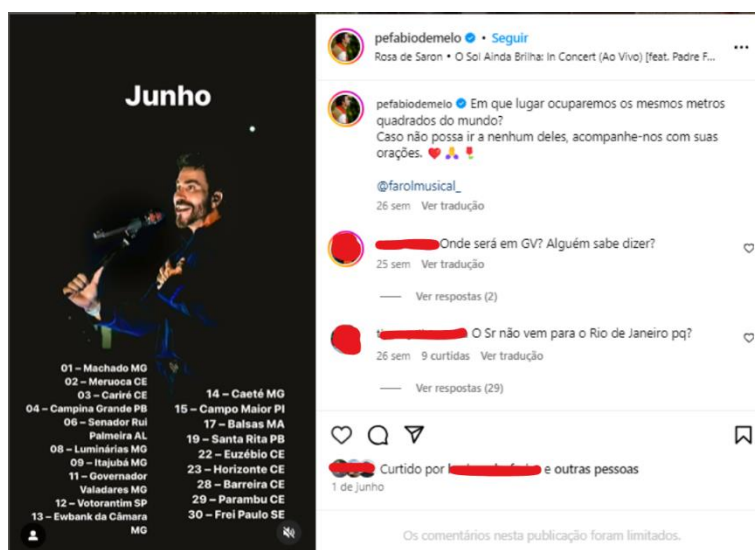 Junho
01 – Machado MG
02 – Meruoca CE
03 – Cariré CE
04 – Campina Grande PB
06 – Senador Rui
Palmeira AL
08 – Luminárias MG
09 – Itajubá MG
11 – Governador
Valadares MG
12 – Votorantim SP
13 – Ewbank da Câmara
MG
14 – Caeté MG
15 – Campo Maior PI
17 – Balsas MA
19 – Santa Rita PB
22 – Euzébio CE
23 – Horizonte CE
28 – Barreira CE
29 – Parambu CE
30 – Frei Paulo SE
pefabiodemelo • Seguir
Rosa de Saron • O Sol Ainda Brilha: In Concert (Ao Vivo) [feat. Padre F...
pefabiodemelo Em que lugar ocuparemos os mesmos metros
quadrados do mundo?
Caso não possa ir a nenhum deles, acompanhe-nos com suas
orações. ❤️🙏🌹
@farolmusical_
26 sem Ver tradução
Onde será em GV? Alguém sabe dizer?
25 sem Ver tradução
Ver respostas (2)
O Sr não vem para o Rio de Janeiro pq?
26 sem 9 curtidas Ver tradução
Ver respostas (29)
Curtido por e outras pessoas
1 de junho
Os comentários nesta publicação foram limitados.